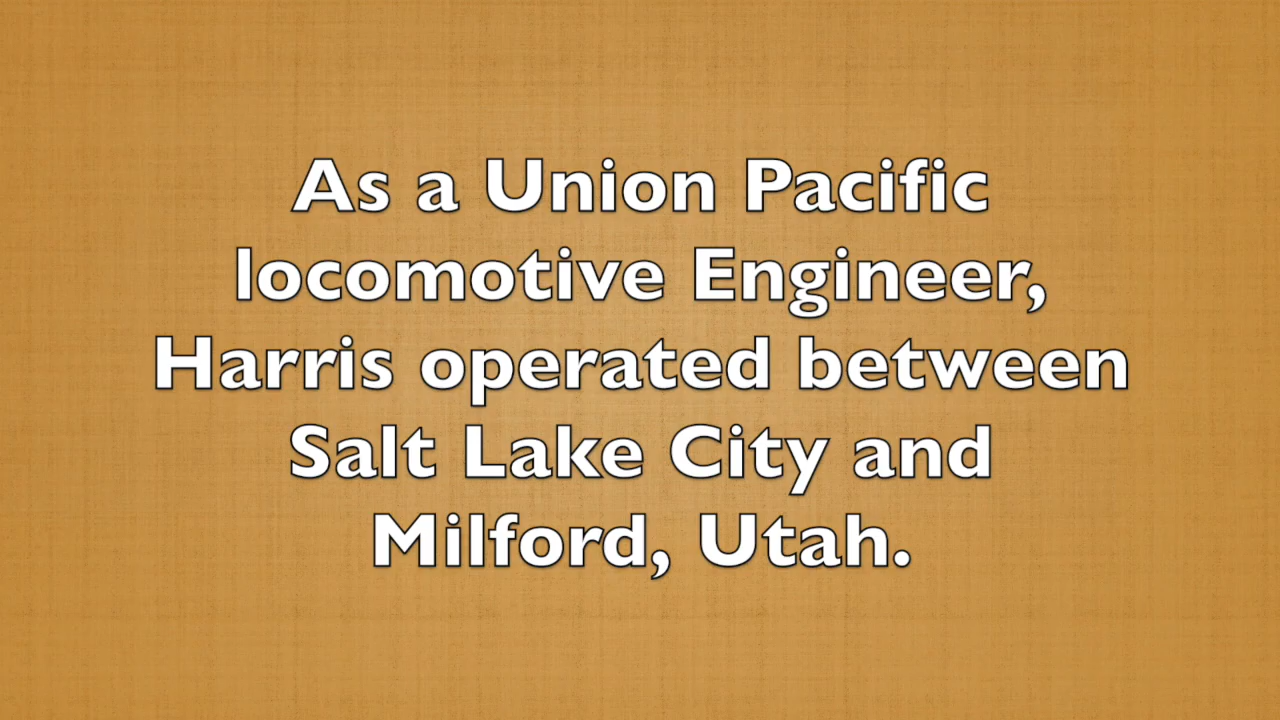 As a Union Pacific
locomotive Engineer,
Harris operated between
Salt Lake City and
Milford, Utah.